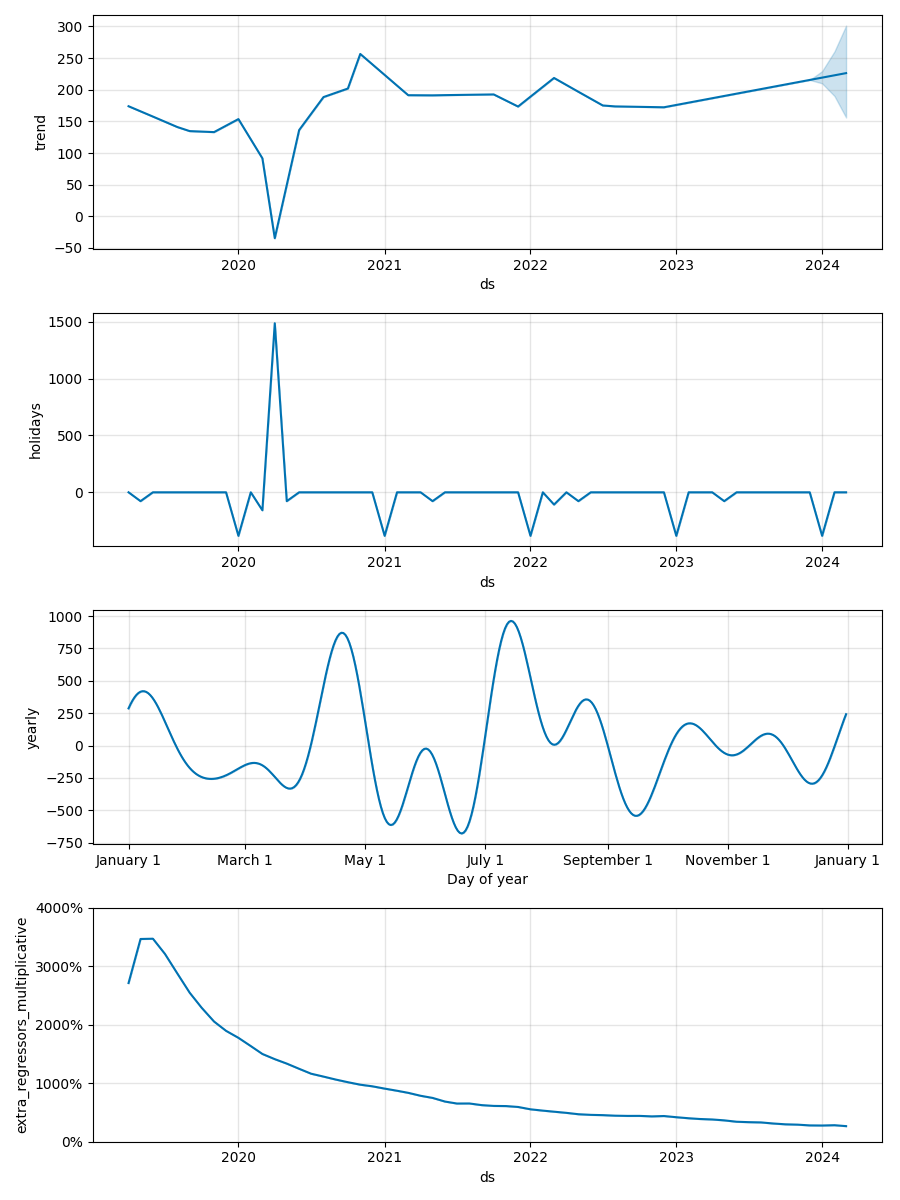 300
250
200
150
100
50
0
−50
trend
2020 2021 2022 2023 2024
ds
1500
1000
500
0
holidays
2020 2021 2022 2023 2024
ds
1000
750
500
250
0
−250
−500
−750
yearly
January 1 March 1 May 1 July 1 September 1 November 1 January 1
Day of year
4000%
3000%
2000%
1000%
0%
extra_regressors_multiplicative
2020 2021 2022 2023 2024
ds